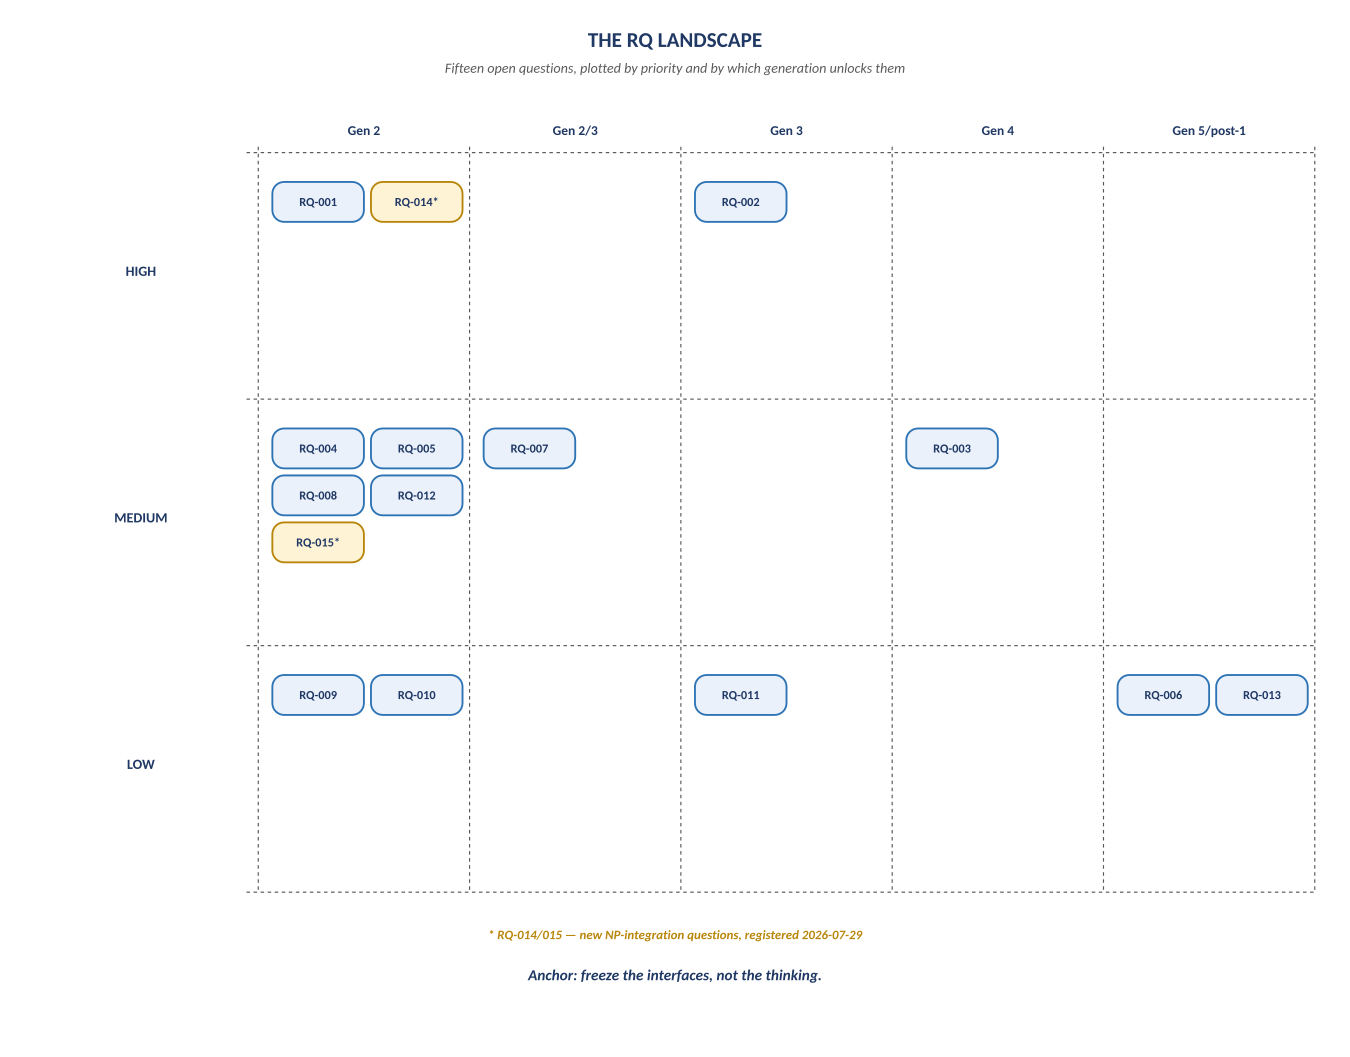 THE RQ LANDSCAPE
Fifteen open questions, plotted by priority and by which generation unlocks them
Gen 2 Gen 2/3 Gen 3 Gen 4 Gen 5/post-1
RQ-001 RQ-014* RQ-002
HIGH
RQ-004 RQ-005 RQ-007 RQ-003
RQ-008 RQ-012
MEDIUM
RQ-015*
RQ-009 RQ-010 RQ-011 RQ-006 RQ-013
LOW
* RQ-014/015 — new NP-integration questions, registered 2026-07-29
Anchor: freeze the interfaces, not the thinking.